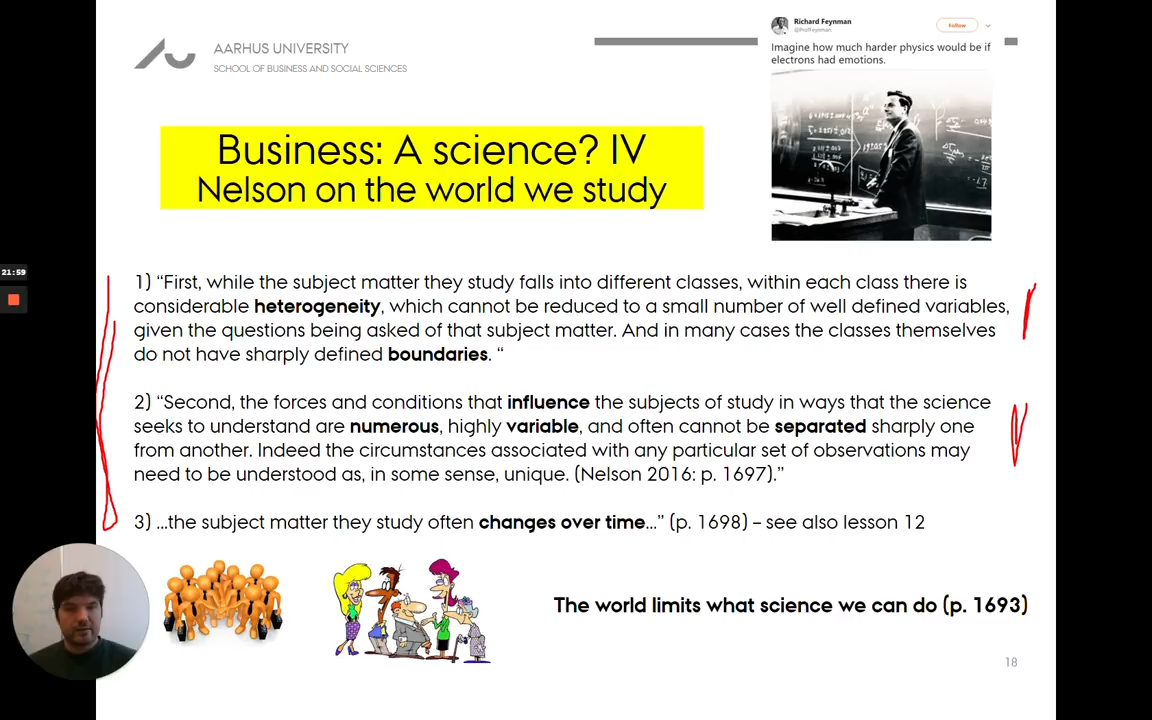 Richard Feynman
@ProfFeynman
Follow
Imagine how much harder physics would be if
electrons had emotions.
AARHUS UNIVERSITY
SCHOOL OF BUSINESS AND SOCIAL SCIENCES
Business: A science? IV
Nelson on the world we study
21:59
1) “First, while the subject matter they study falls into different classes, within each class there is
considerable heterogeneity, which cannot be reduced to a small number of well defined variables,
given the questions being asked of that subject matter. And in many cases the classes themselves
do not have sharply defined boundaries. “
2) “Second, the forces and conditions that influence the subjects of study in ways that the science
seeks to understand are numerous, highly variable, and often cannot be separated sharply one
from another. Indeed the circumstances associated with any particular set of observations may
need to be understood as, in some sense, unique. (Nelson 2016: p. 1697).”
3) ...the subject matter they study often changes over time...” (p. 1698) – see also lesson 12
The world limits what science we can do (p. 1693)
18